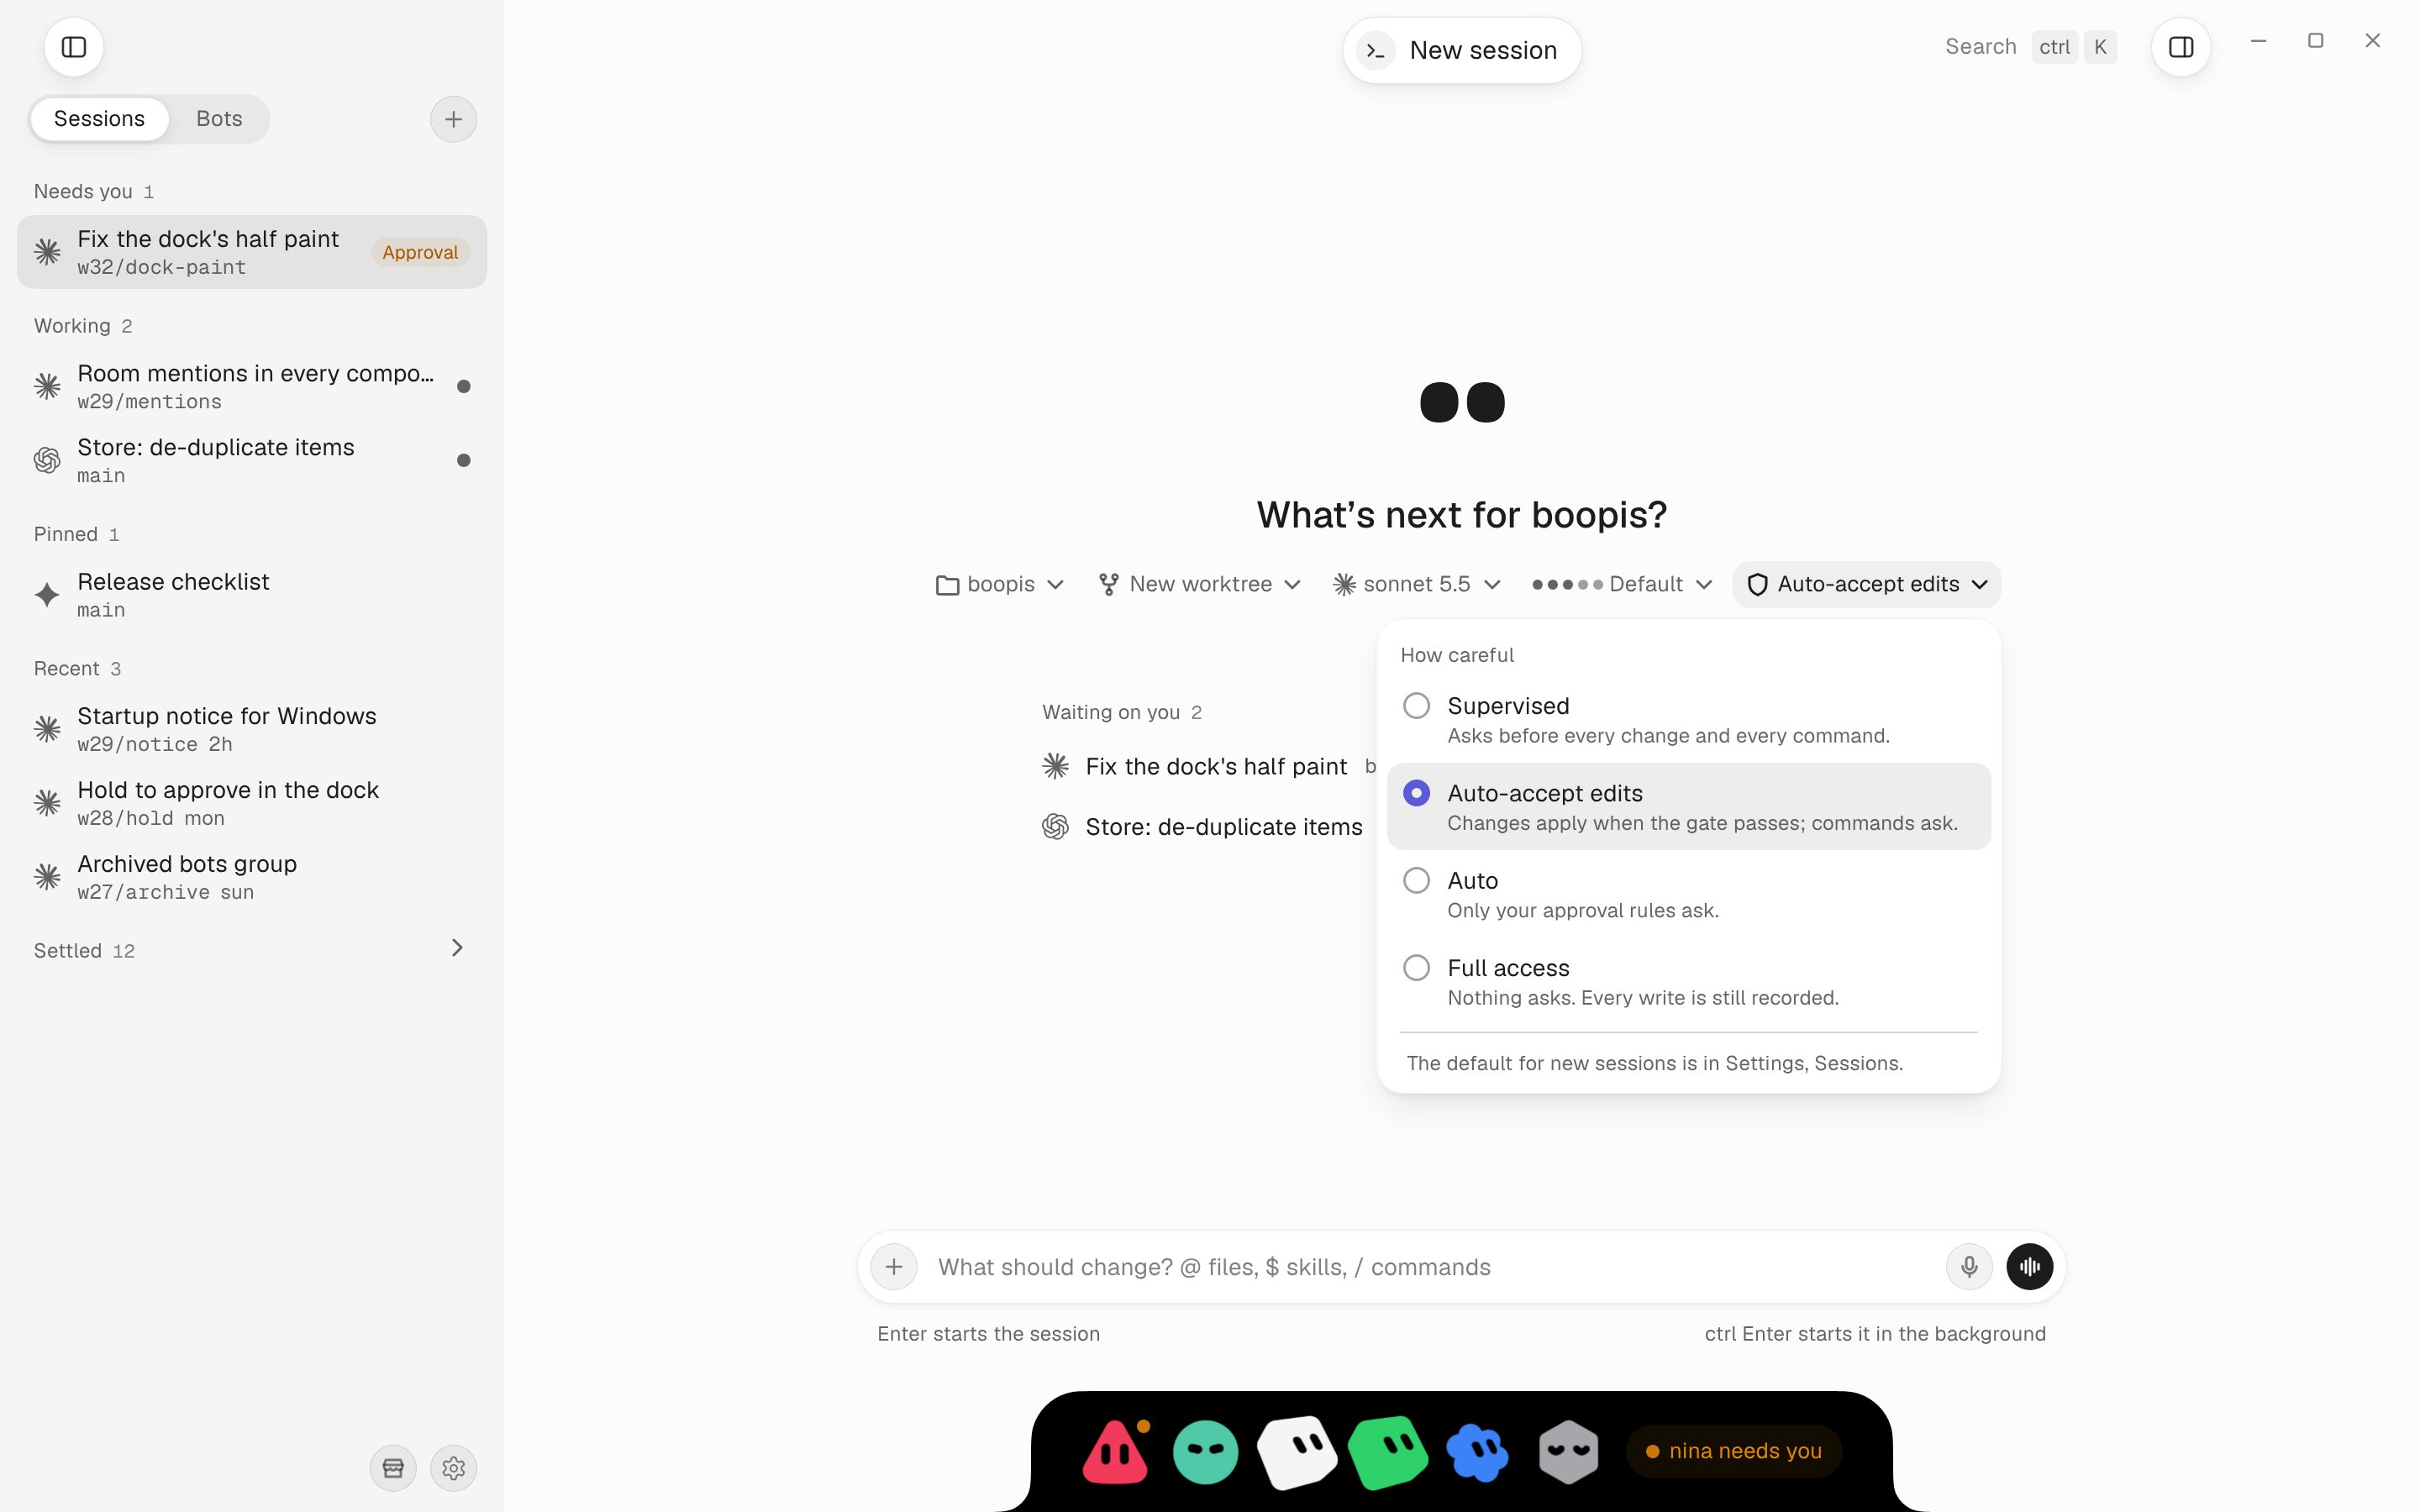 New session
Search ctrl K
Sessions Bots
Needs you 1
Fix the dock's half paint
w32/dock-paint
Approval
Working 2
Room mentions in every compo…
w29/mentions
Store: de-duplicate items
main
Pinned 1
Release checklist
main
Recent 3
Startup notice for Windows
w29/notice 2h
Hold to approve in the dock
w28/hold mon
Archived bots group
w27/archive sun
Settled 12
What’s next for boopis?
boopis New worktree sonnet 5.5 Default Auto-accept edits
Waiting on you 2
Fix the dock's half paint b
Store: de-duplicate items
How careful
Supervised
Asks before every change and every command.
Auto-accept edits
Changes apply when the gate passes; commands ask.
Auto
Only your approval rules ask.
Full access
Nothing asks. Every write is still recorded.
The default for new sessions is in Settings, Sessions.
What should change? @ files, $ skills, / commands
Enter starts the session
ctrl Enter starts it in the background
nina needs you